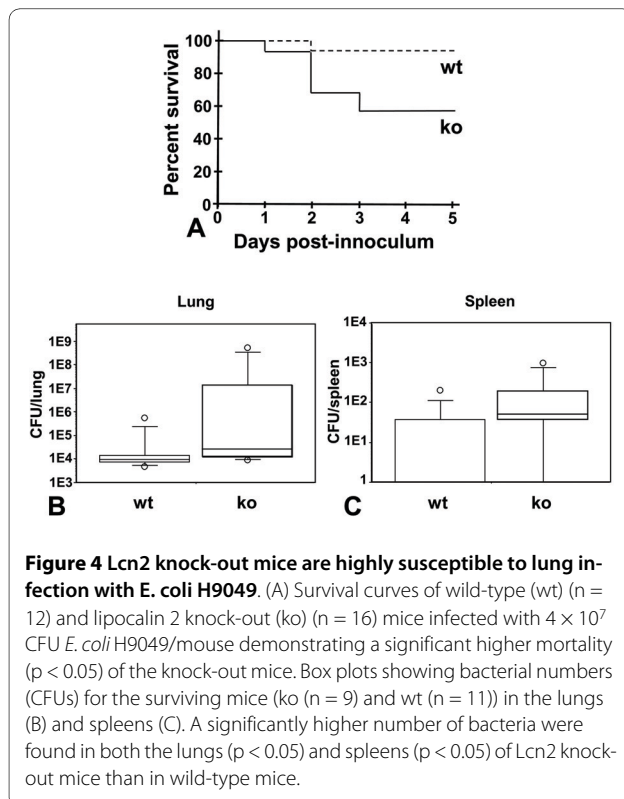 100
80
60
40
20
0
Percent survival
wt
ko
0 1 2 3 4 5
A
Days post-innoculum
Lung
1E9
1E8
1E7
1E6
1E5
1E4
1E3
CFU/lung
B
wt ko
Spleen
1E4
1E3
1E2
1E1
1
CFU/spleen
C
wt ko
Figure 4 Lcn2 knock-out mice are highly susceptible to lung in-
fection with E. coli H9049. (A) Survival curves of wild-type (wt) (n =
12) and lipocalin 2 knock-out (ko) (n = 16) mice infected with 4 × 10⁷
CFU E. coli H9049/mouse demonstrating a significant higher mortality
(p < 0.05) of the knock-out mice. Box plots showing bacterial numbers
(CFUs) for the surviving mice (ko (n = 9) and wt (n = 11)) in the lungs
(B) and spleens (C). A significantly higher number of bacteria were
found in both the lungs (p < 0.05) and spleens (p < 0.05) of Lcn2 knock-
out mice than in wild-type mice.